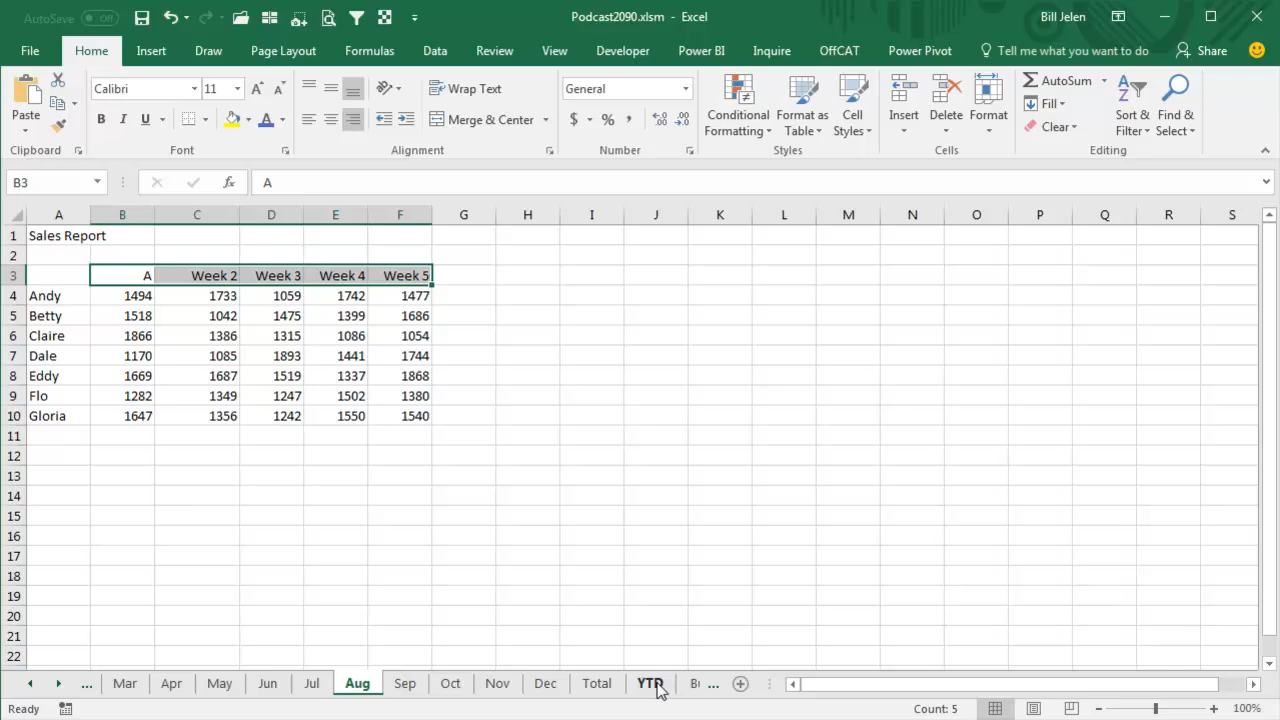 AutoSave Off Podcast2090.xlsm - Excel Bill Jelen
File Home Insert Draw Page Layout Formulas Data Review View Developer Power BI Inquire OffCAT Power Pivot Tell me what you want to do Share
Paste Calibri 11 Wrap Text General Conditional Formatting Format as Table Cell Styles Insert Delete Format AutoSum Sort & Filter Find & Select
B I U Merge & Center $ % , Fill
Clear
Clipboard Font Alignment Number Styles Cells Editing
B3 fx A
A B C D E F G H I J K L M N O P Q R S
1 Sales Report
2
3 A Week 2 Week 3 Week 4 Week 5
4 Andy 1494 1733 1059 1742 1477
5 Betty 1518 1042 1475 1399 1686
6 Claire 1866 1386 1315 1086 1054
7 Dale 1170 1085 1893 1441 1744
8 Eddy 1669 1687 1519 1337 1868
9 Flo 1282 1349 1247 1502 1380
10 Gloria 1647 1356 1242 1550 1540
11
12
13
14
15
16
17
18
19
20
21
22
... Mar Apr May Jun Jul Aug Sep Oct Nov Dec Total YTD ...
Ready Count: 5 100%